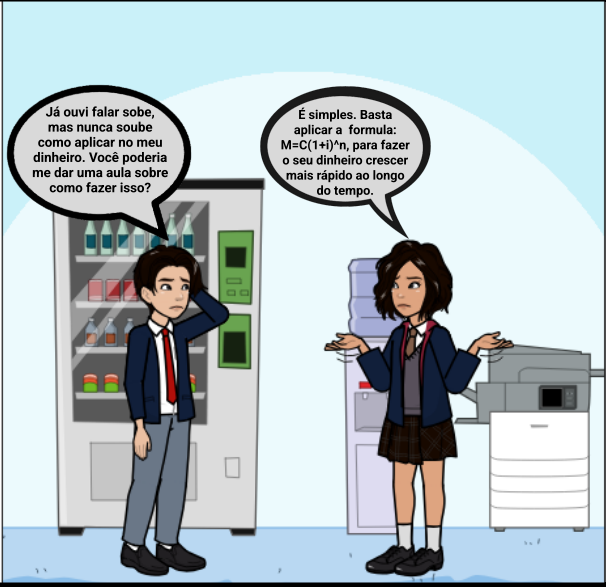 Já ouvi falar sobe,
mas nunca soube
como aplicar no meu
dinheiro. Você poderia
me dar uma aula sobre
como fazer isso?
É simples. Basta
aplicar a formula:
M=C(1+i)^n, para fazer
o seu dinheiro crescer
mais rápido ao longo
do tempo.